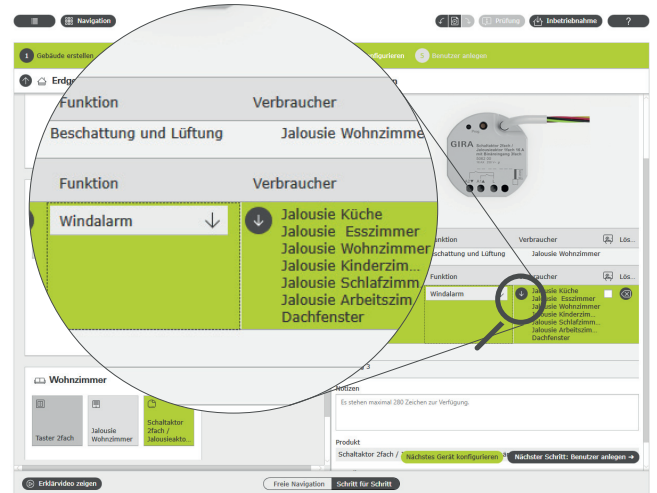 Navigation
Prüfung
Inbetriebnahme
?
1 Gebäude erstellen
konfigurieren
3 Benutzer anlegen
Funktion Verbraucher
Beschattung und Lüftung Jalousie Wohnzimme
Funktion Verbraucher
Windalarm
Jalousie Küche
Jalousie Esszimmer
Jalousie Wohnzimmer
Jalousie Kinderzim...
Jalousie Schlafzimm
Jalousie Arbeitszim
Dachfenster
GIRA
Verbraucher Lös...
Beschattung und Lüftung Jalousie Wohnzimmer
Funktion Verbraucher Lös...
Windalarm
Jalousie Küche
Jalousie Esszimmer
Jalousie Wohnzimmer
Jalousie Kinderzim...
Jalousie Schlafzimm...
Jalousie Arbeitszim...
Dachfenster
Wohnzimmer
Taster 2fach
Jalousie
Wohnzimmer
Schaltaktor
2fach /
Jalousieakto...
Notizen
Es stehen maximal 280 Zeichen zur Verfügung.
Produkt
Schaltaktor 2fach /
Nächstes Gerät konfigurieren
Nächster Schritt: Benutzer anlegen
Erklärvideo zeigen
Freie Navigation
Schritt für Schritt